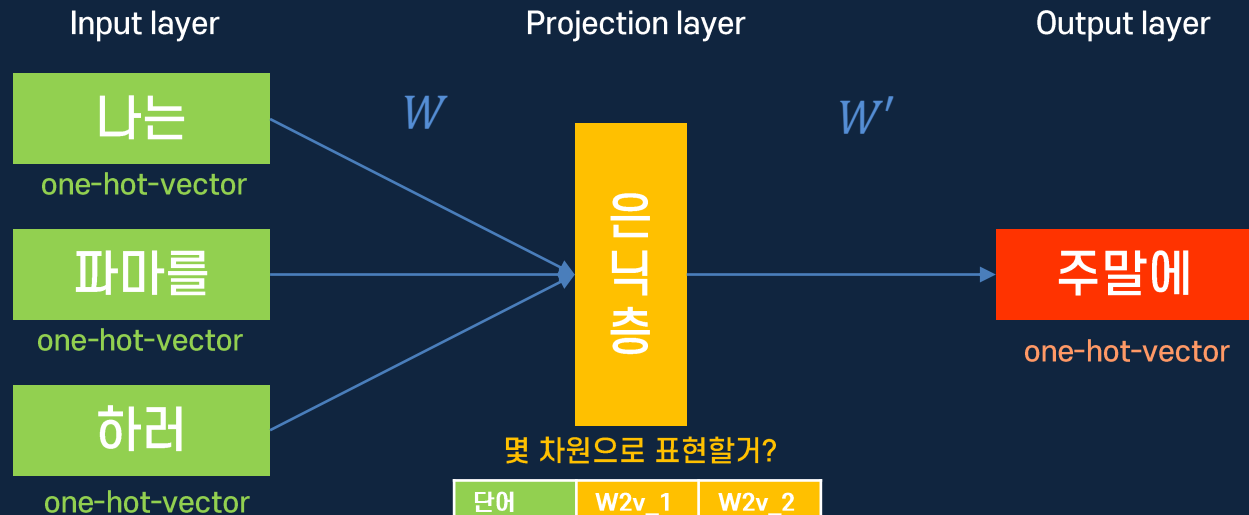 Input layer
Projection layer
Output layer
나는
one-hot-vector
파마를
one-hot-vector
하러
one-hot-vector
W
은닉층
W′
주말에
one-hot-vector
몇 차원으로 표현할거?
단어 W2v_1 W2v_2